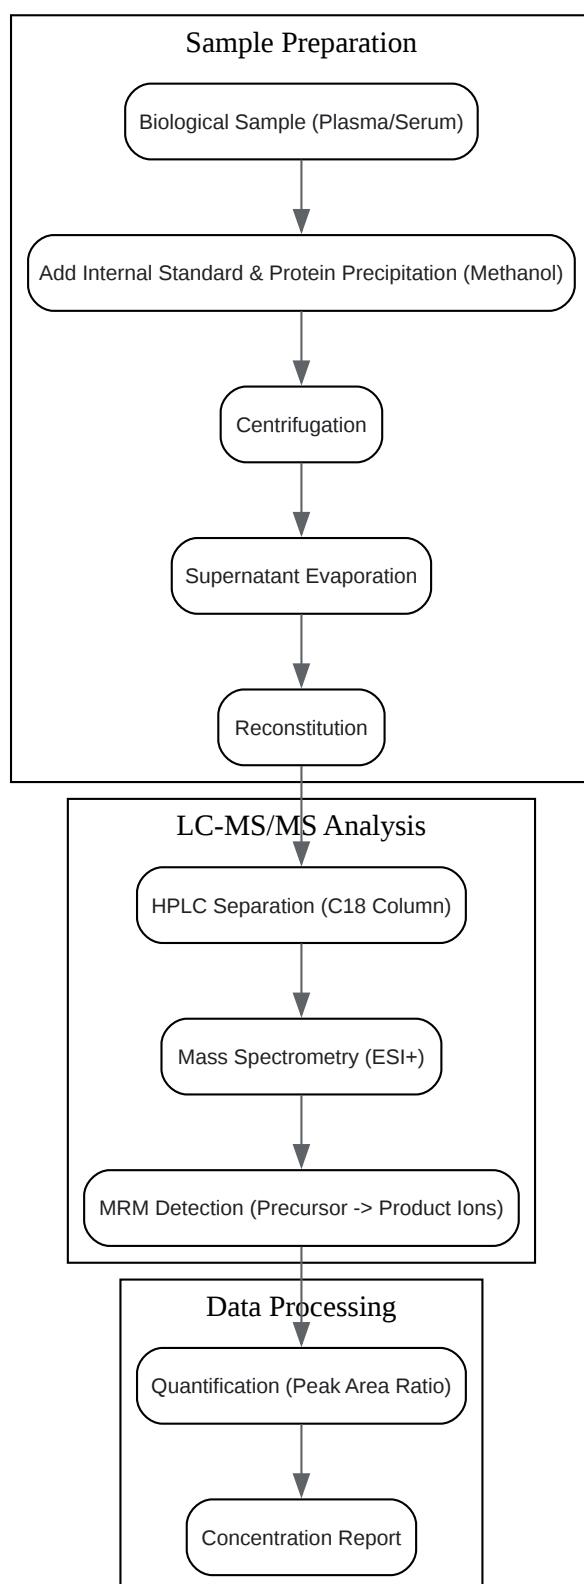 Sample Preparation
Biological Sample (Plasma/Serum)
Add Internal Standard & Protein Precipitation (Methanol)
Centrifugation
Supernatant Evaporation
Reconstitution
LC-MS/MS Analysis
HPLC Separation (C18 Column)
Mass Spectrometry (ESI+)
MRM Detection (Precursor -> Product Ions)
Data Processing
Quantification (Peak Area Ratio)
Concentration Report